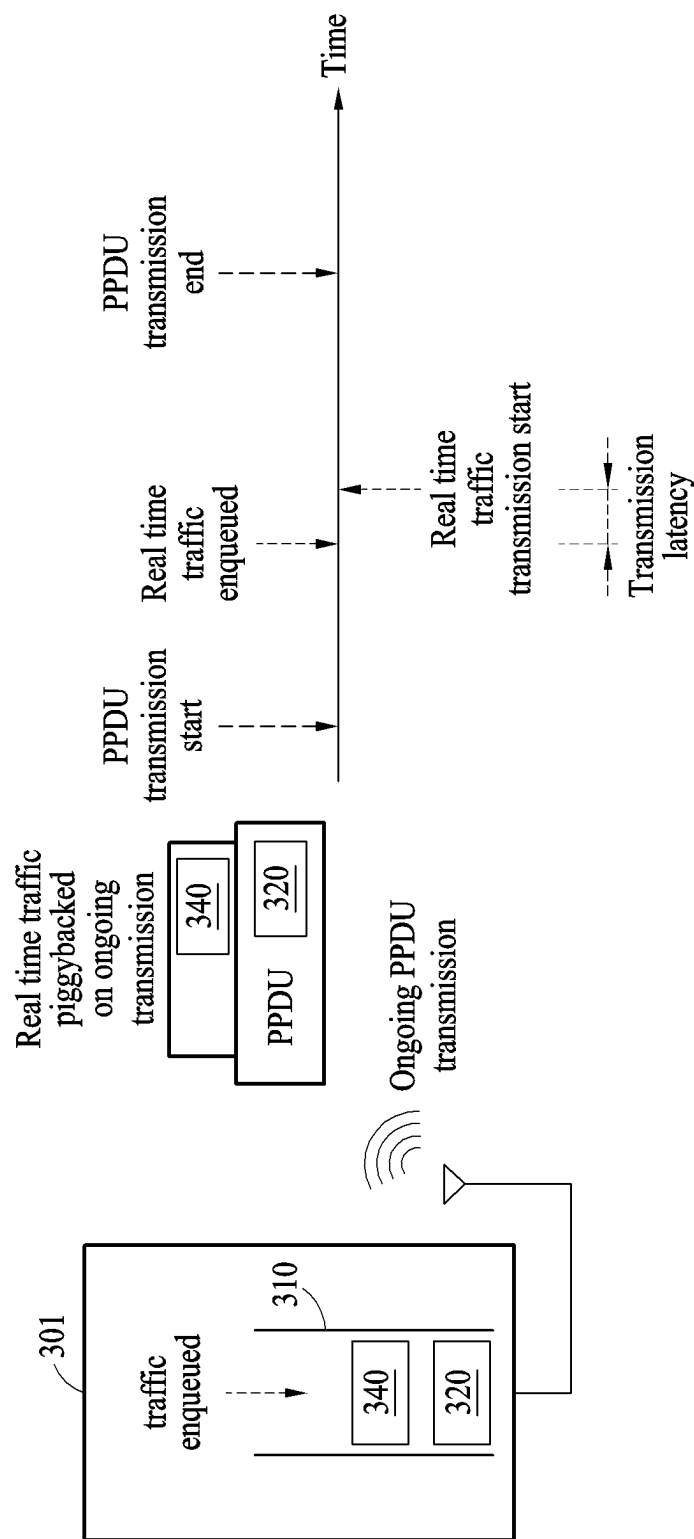 301
traffic
enqueued
310
340
320
Real time traffic
piggybacked
on ongoing
transmission
340
PPDU
320
Ongoing PPDU
transmission
PPDU
transmission
start
Real time
traffic
enqueued
PPDU
transmission
end
Time
Real time
traffic
transmission start
Transmission
latency